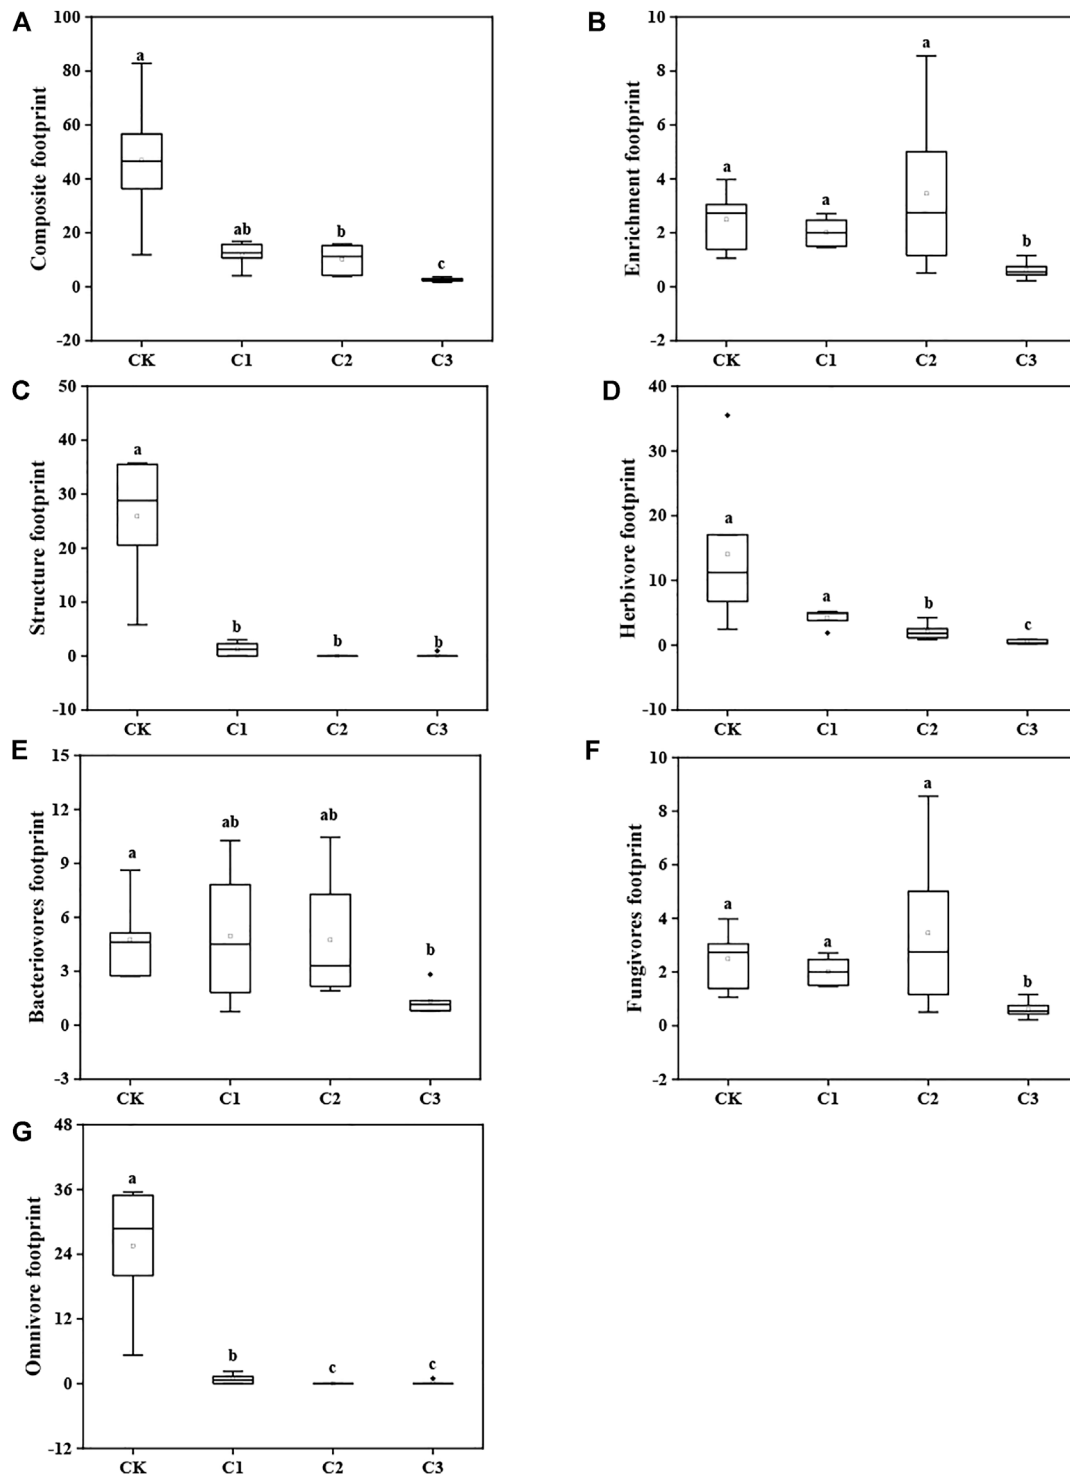 A
Composite footprint
100
80
60
40
20
0
-20
a
ab
b
c
CK C1 C2 C3
B
Enrichment footprint
10
8
6
4
2
0
-2
a
a
a
b
CK C1 C2 C3
C
Structure footprint
50
40
30
20
10
0
-10
a
b
b
b
CK C1 C2 C3
D
Herbivore footprint
40
30
20
10
0
-10
a
a
b
c
CK C1 C2 C3
E
Bacteriovores footprint
15
12
9
6
3
0
-3
a
ab
ab
b
CK C1 C2 C3
F
Fungivores footprint
10
8
6
4
2
0
-2
a
a
a
b
CK C1 C2 C3
G
Omnivore footprint
48
36
24
12
0
-12
a
b
c
c
CK C1 C2 C3